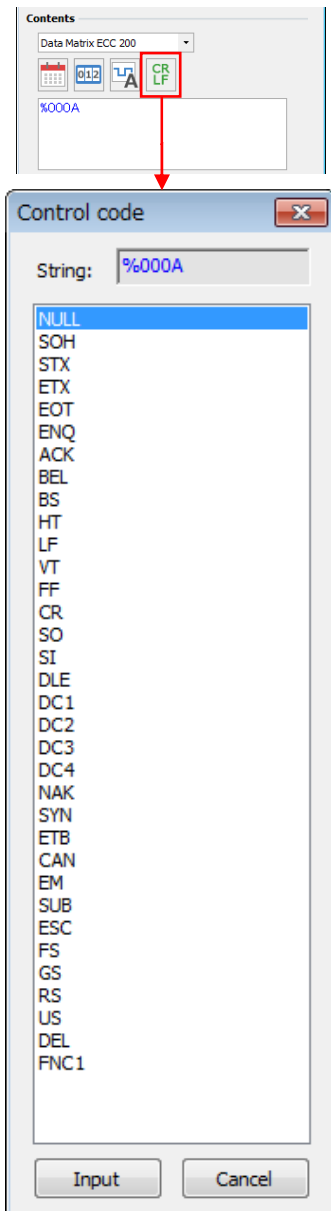 Contents
Data Matrix ECC 200
012
A
CR
LF
%000A
Control code
String: %000A
NULL
SOH
STX
ETX
EOT
ENQ
ACK
BEL
BS
HT
LF
VT
FF
CR
SO
SI
DLE
DC1
DC2
DC3
DC4
NAK
SYN
ETB
CAN
EM
SUB
ESC
FS
GS
RS
US
DEL
FNC1
Input Cancel